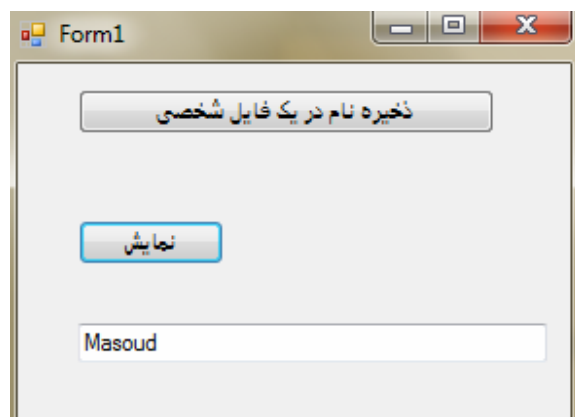 Form1
ذخیره نام در یک فایل شخصی
نمایش
Masoud